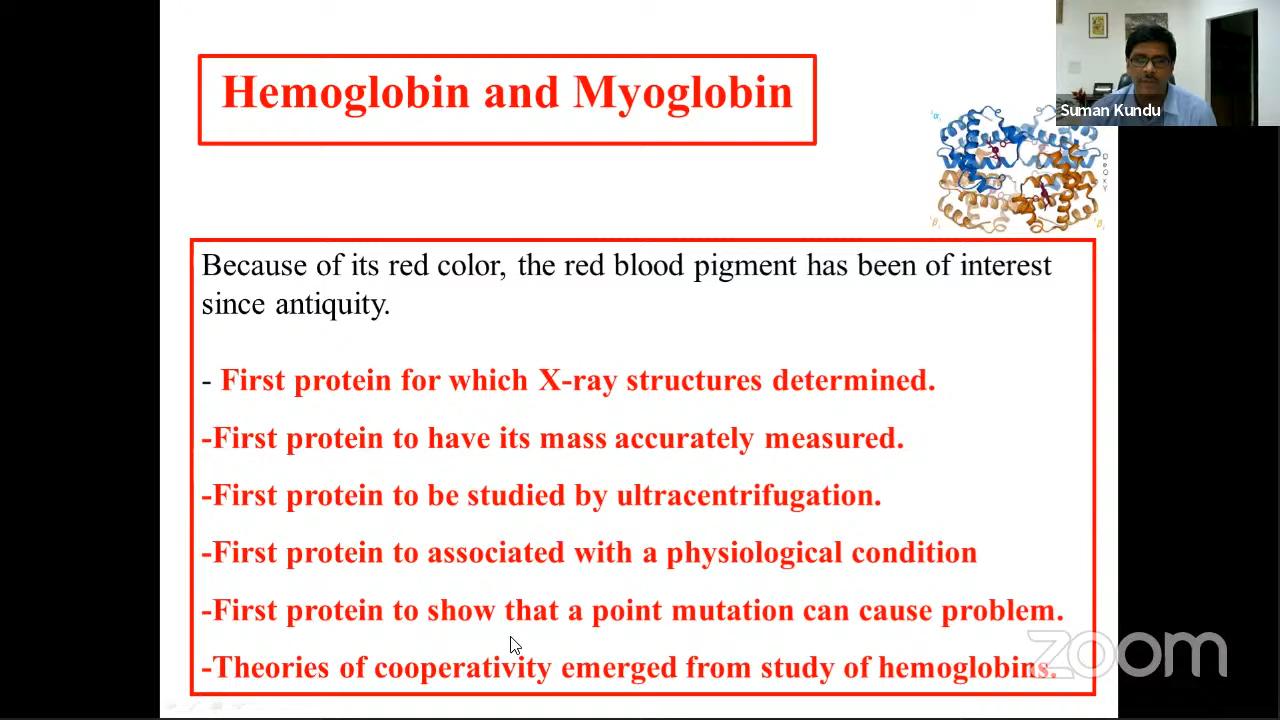 Hemoglobin and Myoglobin
Suman Kundu
Because of its red color, the red blood pigment has been of interest
since antiquity.
- First protein for which X-ray structures determined.
-First protein to have its mass accurately measured.
-First protein to be studied by ultracentrifugation.
-First protein to associated with a physiological condition
-First protein to show that a point mutation can cause problem.
-Theories of cooperativity emerged from study of hemoglobins.
zoom